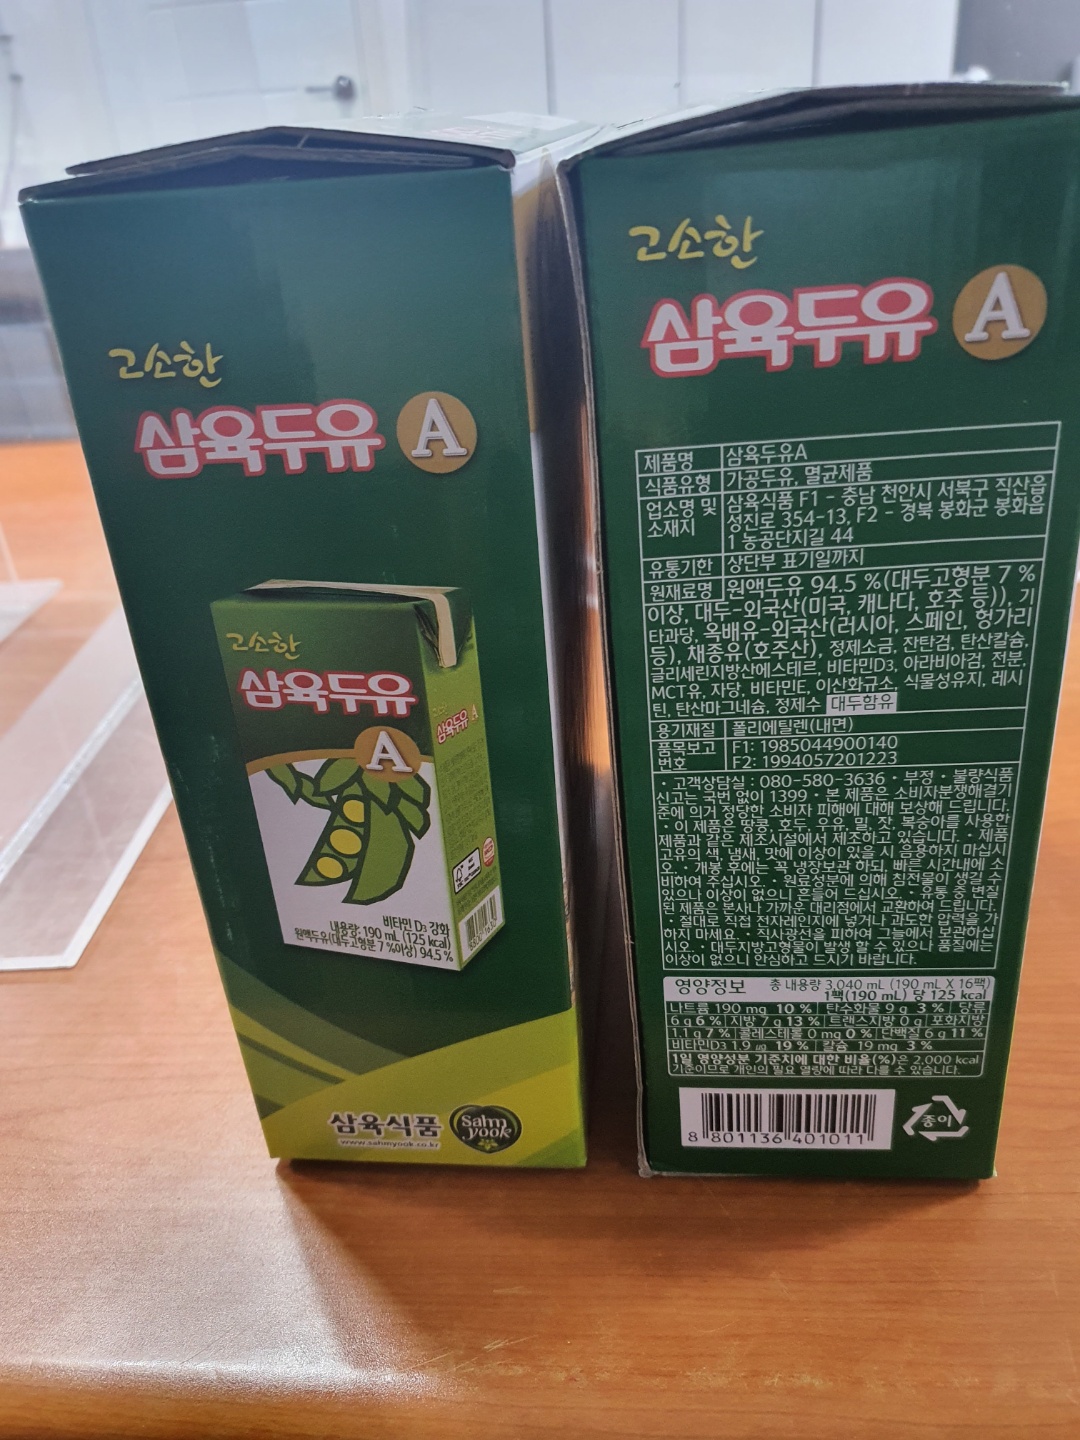 고소한
삼육두유 A
고소한
삼육두유
A
삼육두유 A
비타민 D₃ 강화
내용량: 190 mL (125 kcal)
원액두유(대두고형분 7 %이상) 94.5 %
삼육식품
www.sahmyook.co.kr
Sahm
yook
고소한
삼육두유 A
제품명 삼육두유A
식품유형 가공두유, 멸균제품
업소명 및 소재지 삼육식품 F1 - 충남 천안시 서북구 직산읍
성진로 354-13, F2 - 경북 봉화군 봉화읍
1 농공단지길 44
유통기한 상단부 표기일까지
원재료명 원액두유 94.5 %(대두고형분 7 %
이상, 대두-외국산(미국, 캐나다, 호주 등)), 기
타과당, 옥배유-외국산(러시아, 스페인, 헝가리
등), 채종유(호주산), 정제소금, 잔탄검, 탄산칼슘,
글리세린지방산에스테르, 비타민D3, 아라비아검, 전분,
MCT유, 자당, 비타민E, 이산화규소, 식물성유지, 레시
틴, 탄산마그네슘, 정제수 대두함유
용기재질 폴리에틸렌(내면)
품목보고 번호 F1: 1985044900140
F2: 1994057201223
• 고객상담실 : 080-580-3636 • 부정 • 불량식품
신고는 국번 없이 1399 • 본 제품은 소비자분쟁해결기
준에 의거 정당한 소비자 피해에 대해 보상해 드립니다.
• 이 제품은 땅콩, 호두, 우유, 밀, 잣, 복숭아를 사용한
제품과 같은 제조시설에서 제조하고 있습니다. • 제품
고유의 색, 냄새, 맛에 이상이 있을 시 음용하지 마십시
오. • 개봉 후에는 꼭 냉장보관 하되, 빠른 시간내에 소
비하여 주십시오. • 원료성분에 의해 침전물이 생길 수
있으나 이상이 없으니 흔들어 드십시오. • 유통 중 변질
된 제품은 본사나 가까운 대리점에서 교환하여 드립니다.
• 절대로 직접 전자레인지에 넣거나 과도한 압력을 가
하지 마세요. • 직사광선을 피하여 그늘에서 보관하십
시오. • 대두지방고형물이 발생 할 수 있으나 품질에는
이상이 없으니 안심하고 드시기 바랍니다.
영양정보 총 내용량 3,040 mL (190 mL X 16팩)
1팩(190 mL) 당 125 kcal
나트륨 190 mg 10 % 탄수화물 9 g 3 % 당류
6 g 6 % 지방 7 g 13 % 트랜스지방 0 g 포화지방
1.1 g 7 % 콜레스테롤 0 mg 0 % 단백질 6 g 11 %
비타민D3 1.9 μg 19 % 칼슘 19 mg 3 %
1일 영양성분 기준치에 대한 비율(%)은 2,000 kcal
기준이므로 개인의 필요 열량에 따라 다를 수 있습니다.
8 801136 401011
종이